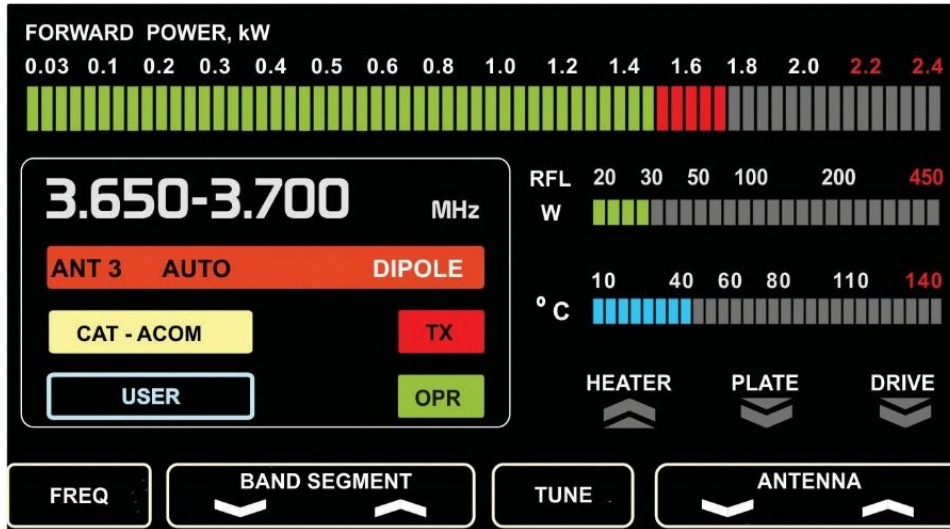 FORWARD POWER, kW
0.03 0.1 0.2 0.3 0.4 0.5 0.6 0.8 1.0 1.2 1.4 1.6 1.8 2.0 2.2 2.4
3.650-3.700 MHz
ANT 3 AUTO DIPOLE
CAT - ACOM TX
USER OPR
RFL 20 30 50 100 200 450
W
10 40 60 80 110 140
° C
HEATER PLATE DRIVE
FREQ BAND SEGMENT TUNE ANTENNA